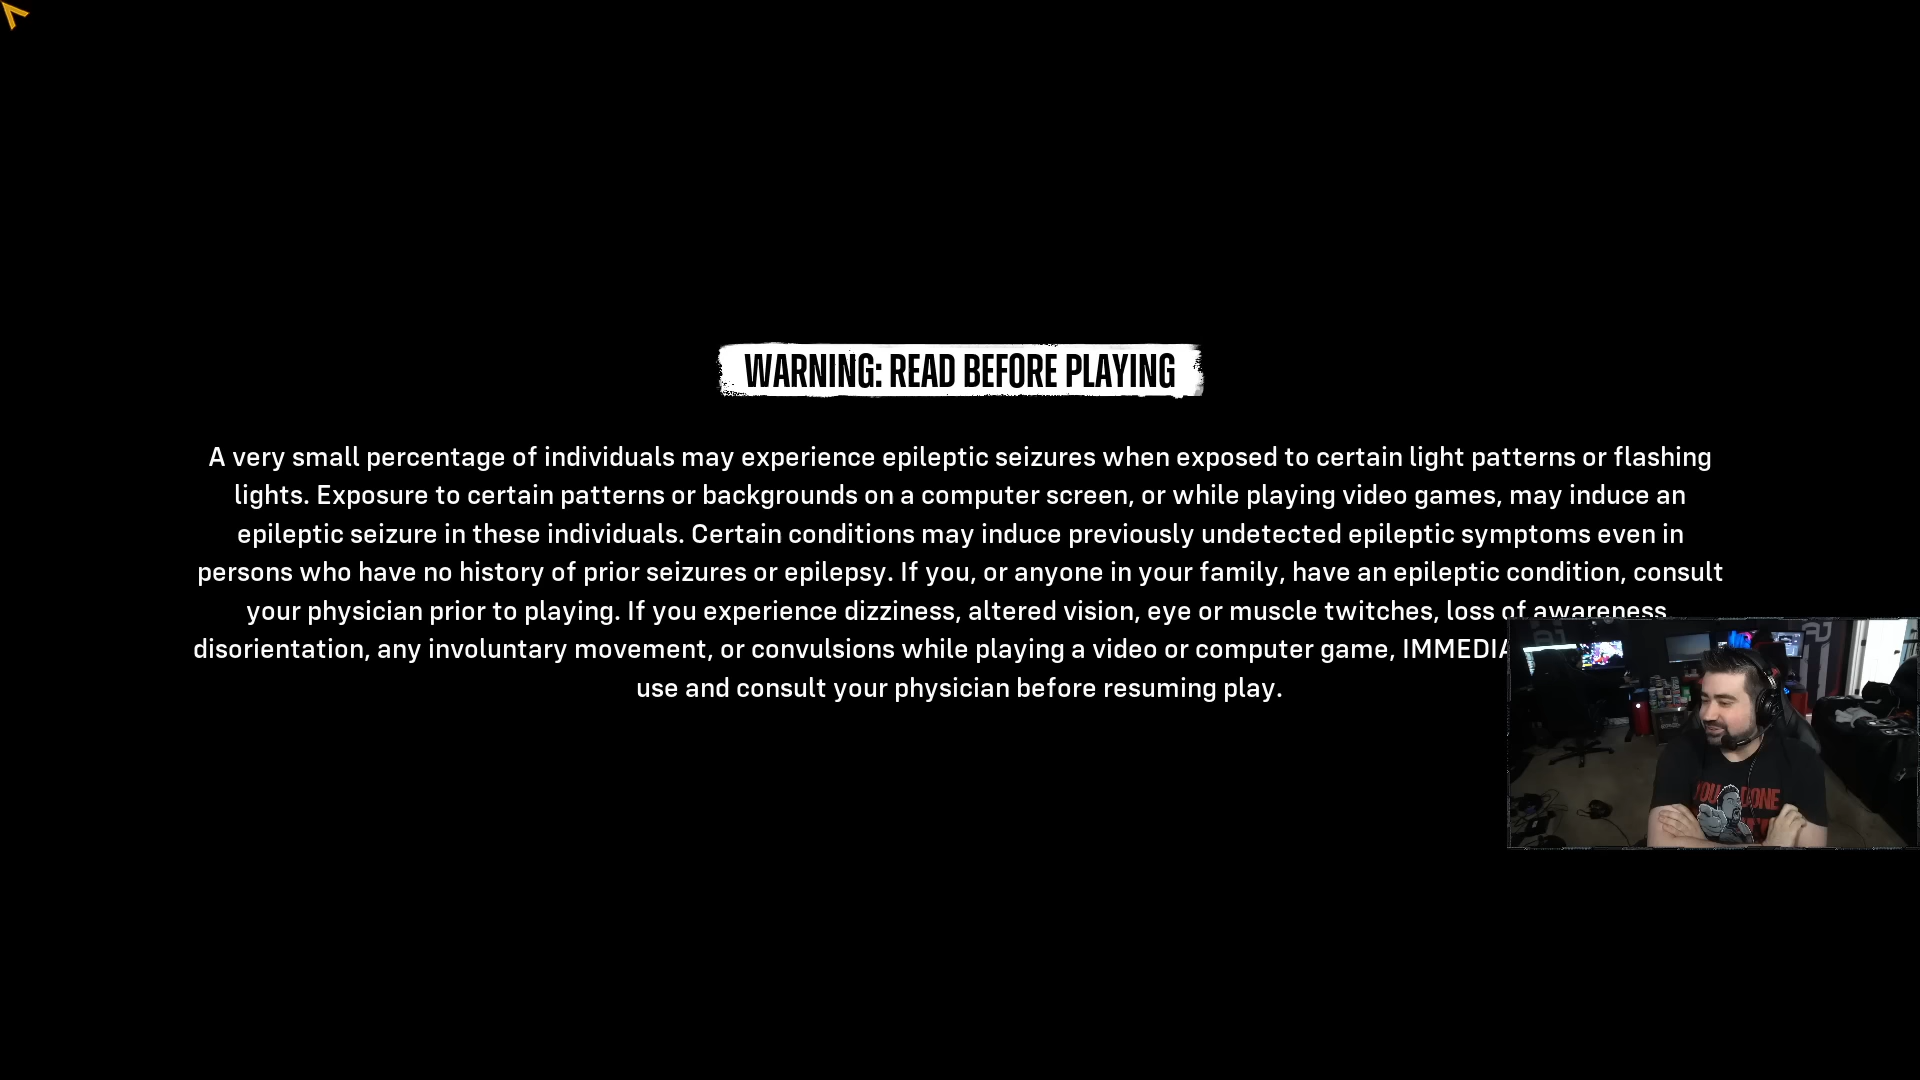 WARNING: READ BEFORE PLAYING
A very small percentage of individuals may experience epileptic seizures when exposed to certain light patterns or flashing
lights. Exposure to certain patterns or backgrounds on a computer screen, or while playing video games, may induce an
epileptic seizure in these individuals. Certain conditions may induce previously undetected epileptic symptoms even in
persons who have no history of prior seizures or epilepsy. If you, or anyone in your family, have an epileptic condition, consult
your physician prior to playing. If you experience dizziness, altered vision, eye or muscle twitches, loss of awareness
disorientation, any involuntary movement, or convulsions while playing a video or computer game,
use and consult your physician before resuming play.
YOU